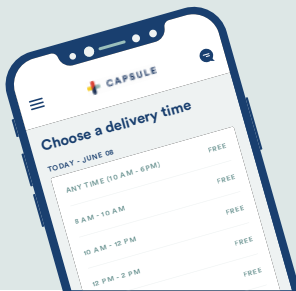 CAPSULE
Choose a delivery time
TODAY - JUNE 08
ANY TIME (10 AM - 6PM) FREE
8 AM - 10 AM FREE
10 AM - 12 PM FREE
12 PM - 2 PM FREE
FREE